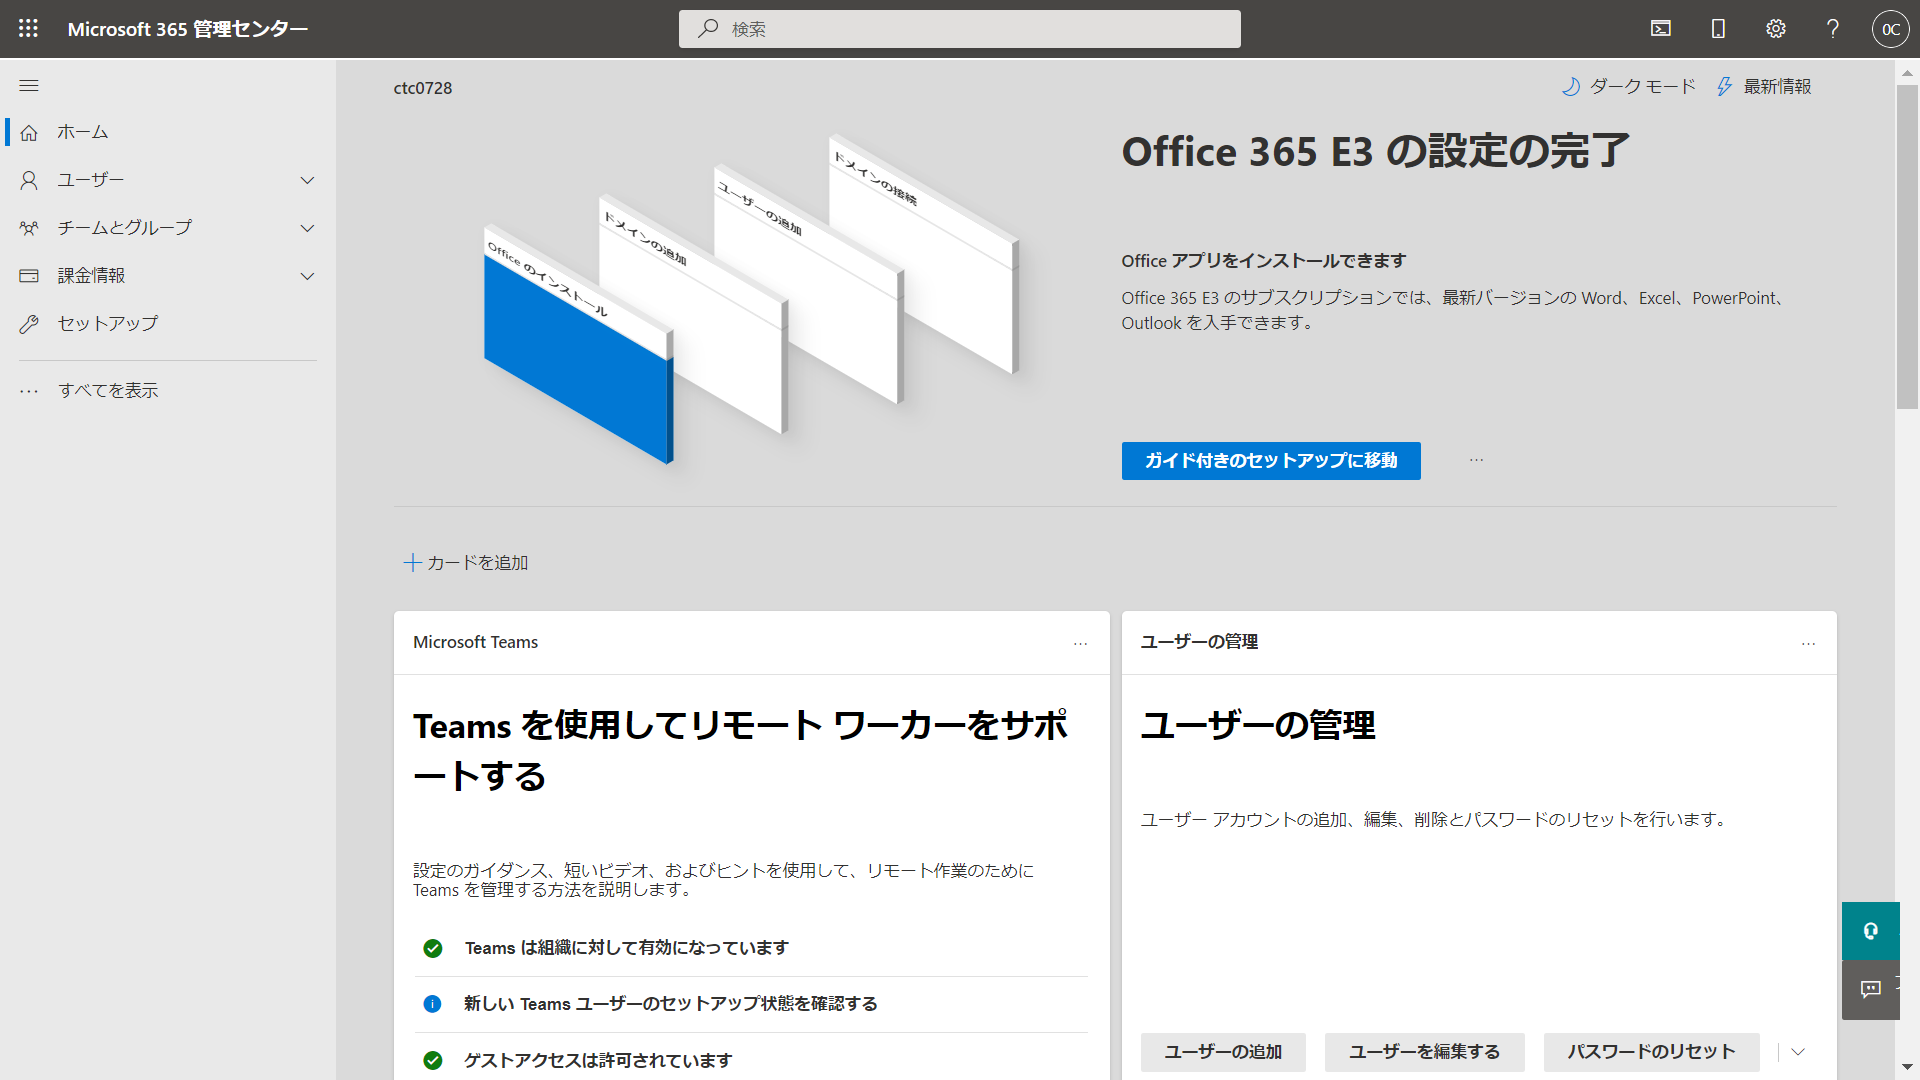 Microsoft 365 管理センター
検索
0C
ctc0728
ダーク モード
最新情報
ホーム
ユーザー
チームとグループ
課金情報
セットアップ
すべてを表示
Office のインストール
ドメインの追加
ユーザーの追加
ドメインの接続
Office 365 E3 の設定の完了
Office アプリをインストールできます
Office 365 E3 のサブスクリプションでは、最新バージョンの Word、Excel、PowerPoint、
Outlook を入手できます。
ガイド付きのセットアップに移動
カードを追加
Microsoft Teams
Teams を使用してリモート ワーカーをサポ
ートする
設定のガイダンス、短いビデオ、およびヒントを使用して、リモート作業のために
Teams を管理する方法を説明します。
Teams は組織に対して有効になっています
新しい Teams ユーザーのセットアップ状態を確認する
ゲストアクセスは許可されています
ユーザーの管理
ユーザーの管理
ユーザー アカウントの追加、編集、削除とパスワードのリセットを行います。
ユーザーの追加
ユーザーを編集する
パスワードのリセット